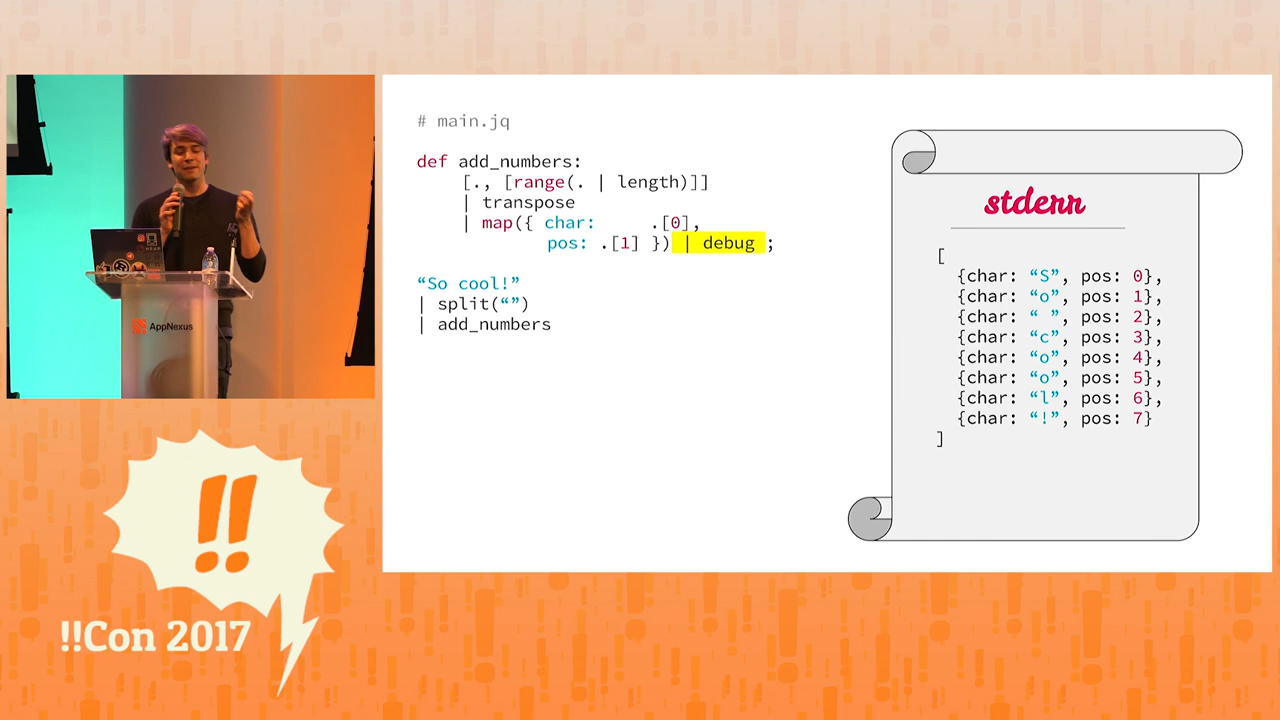 # main.jq
def add_numbers:
[., [range(. | length)]]
| transpose
| map({ char: .[0],
pos: .[1] }) | debug ;
“So cool!”
| split(“”)
| add_numbers
stderr
[
{char: “S”, pos: 0},
{char: “o”, pos: 1},
{char: “ ”, pos: 2},
{char: “c”, pos: 3},
{char: “o”, pos: 4},
{char: “o”, pos: 5},
{char: “l”, pos: 6},
{char: “!”, pos: 7}
]
AppNexus
!!
!!Con 2017